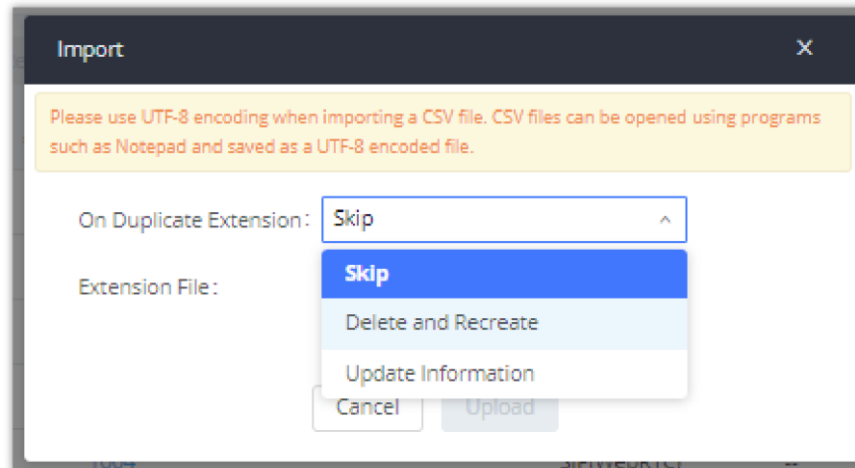 Import
Please use UTF-8 encoding when importing a CSV file. CSV files can be opened using programs
such as Notepad and saved as a UTF-8 encoded file.
On Duplicate Extension: Skip
Skip
Extension File:
Delete and Recreate
Update Information
Cancel Upload